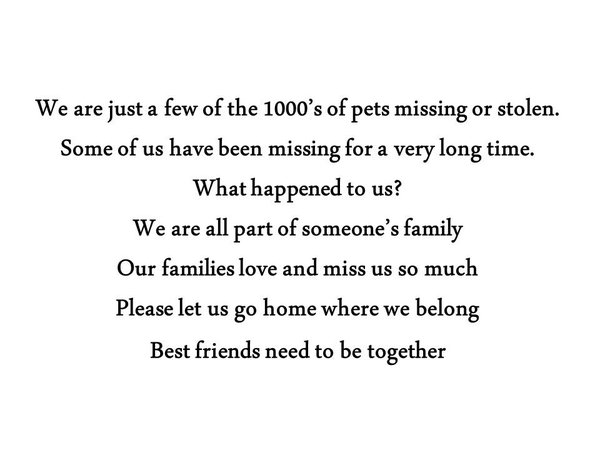 We are just a few of the 1000's of pets missing or stolen.
Some of us have been missing for a very long time.
What happened to us?
We are all part of someone's family
Our families love and miss us so much
Please let us go home where we belong
Best friends need to be together